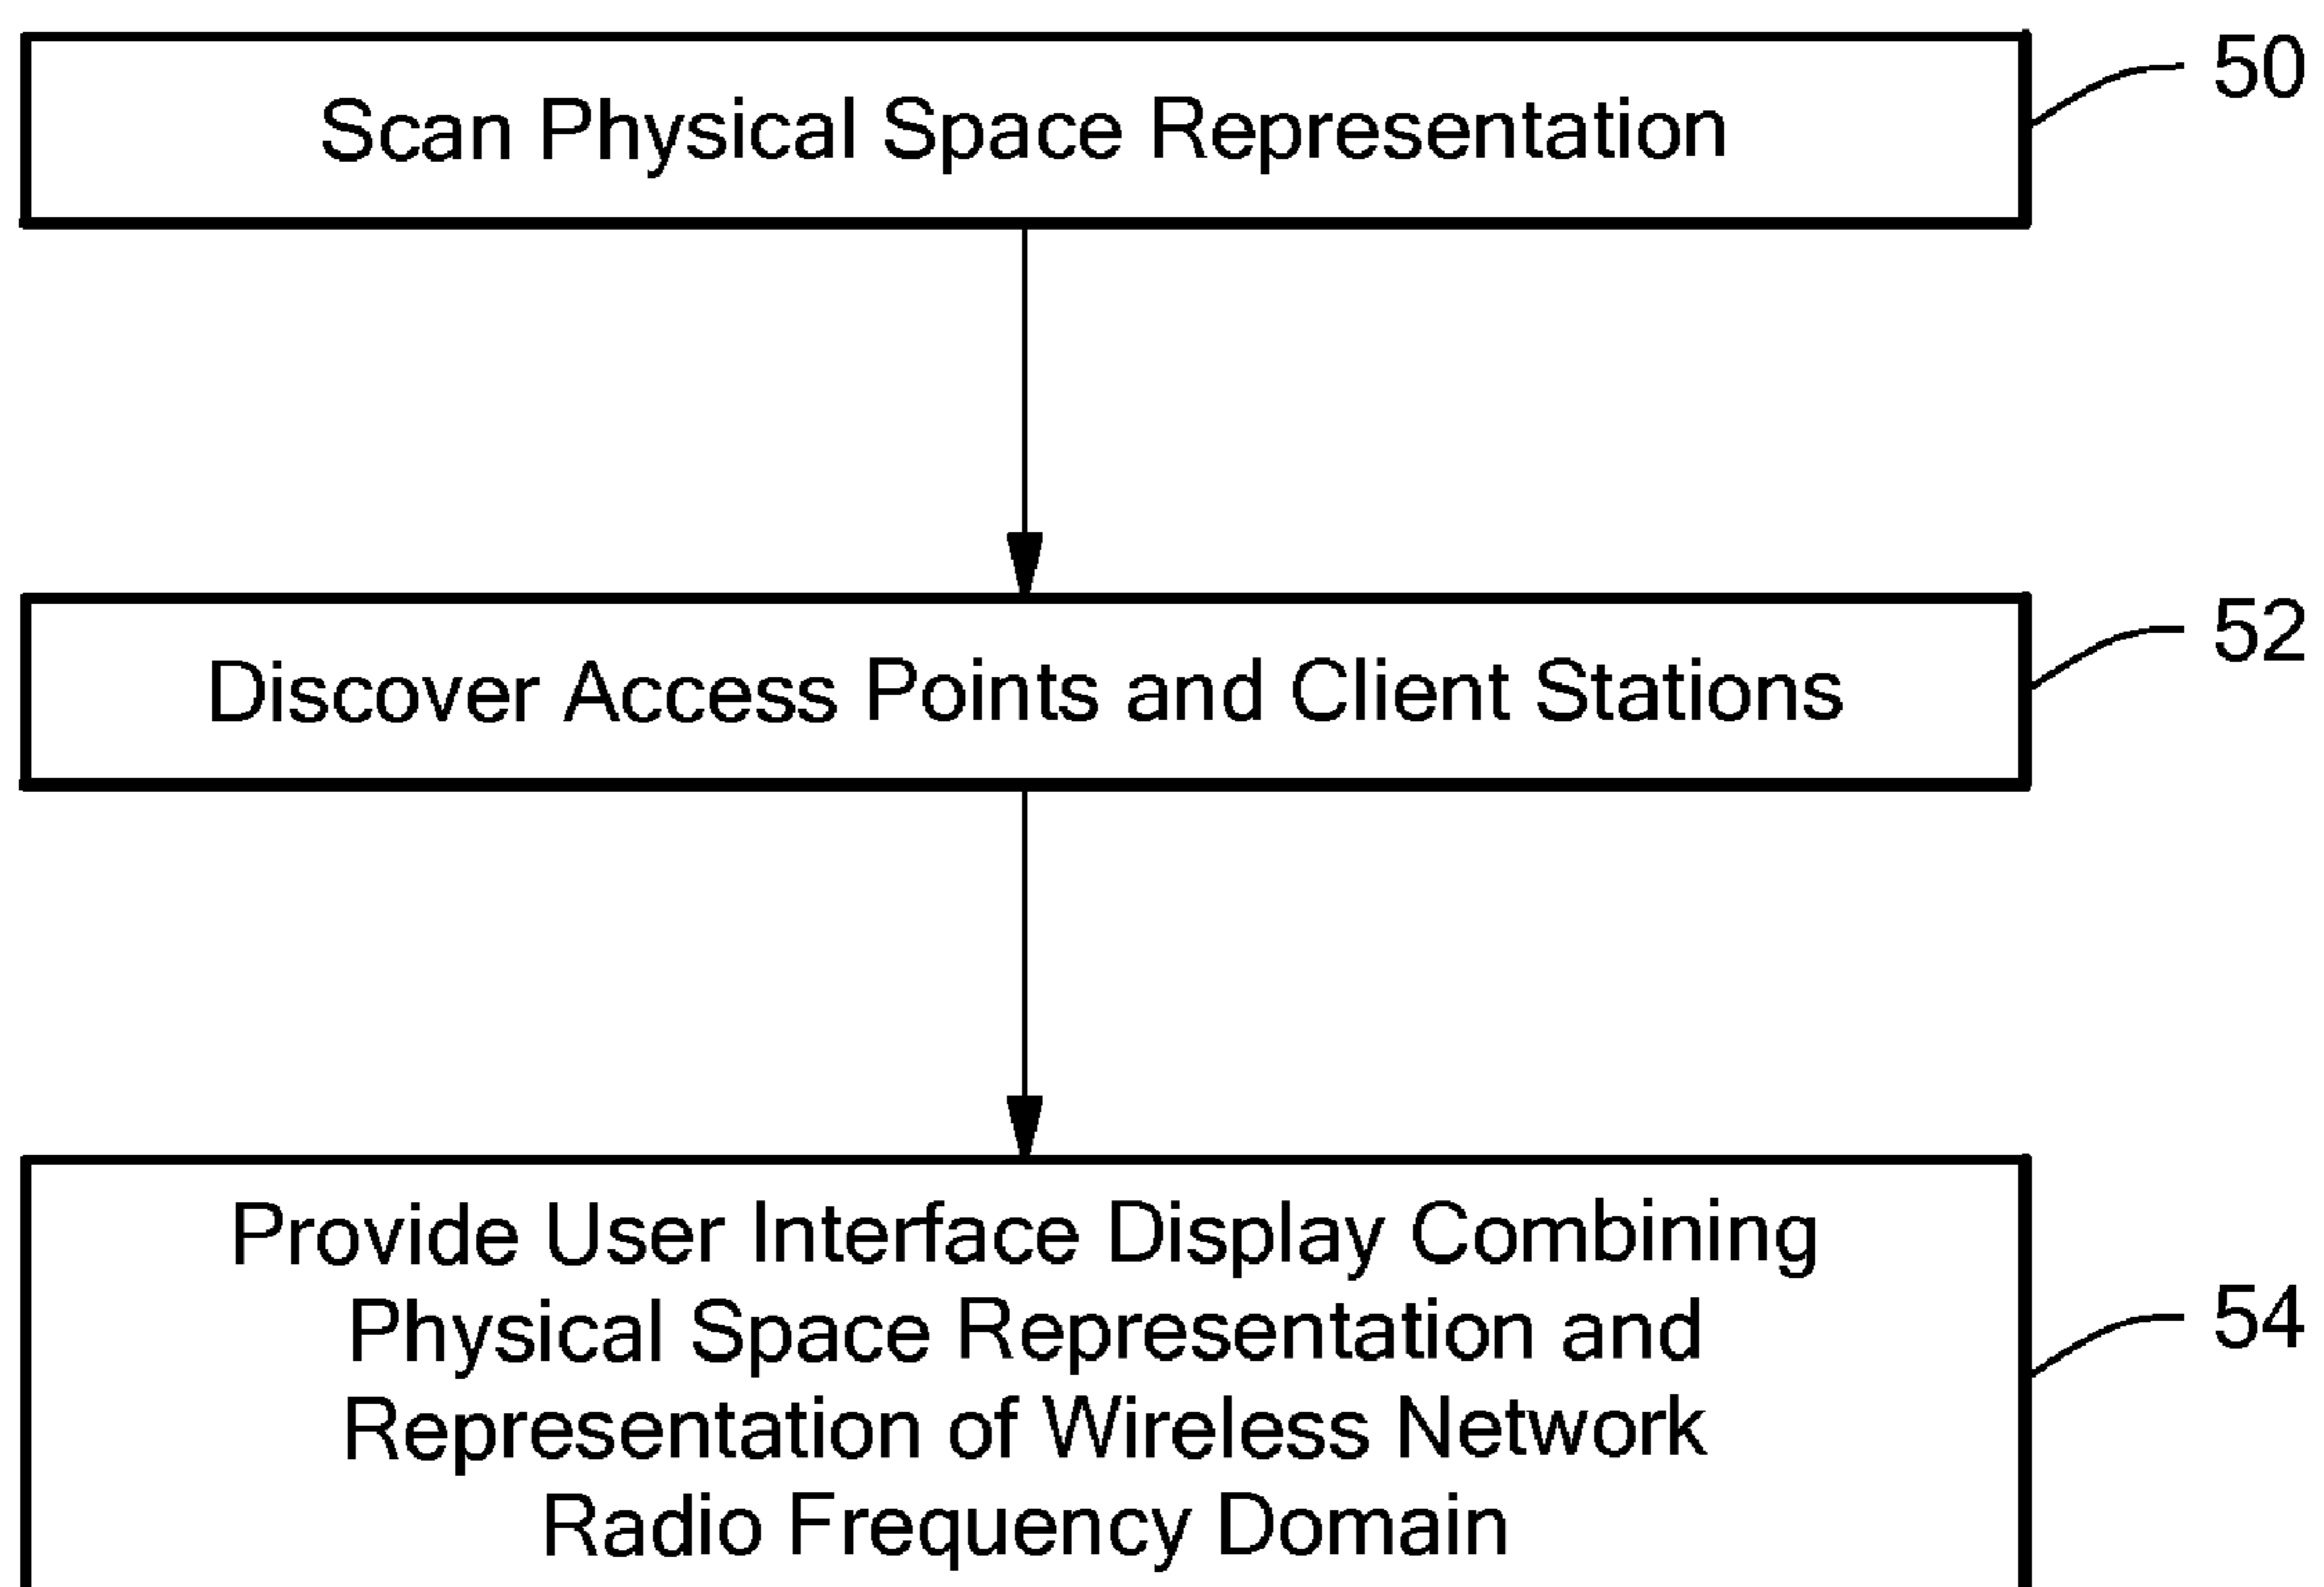 Scan Physical Space Representation
50
Discover Access Points and Client Stations
52
Provide User Interface Display Combining
Physical Space Representation and
Representation of Wireless Network
Radio Frequency Domain
54